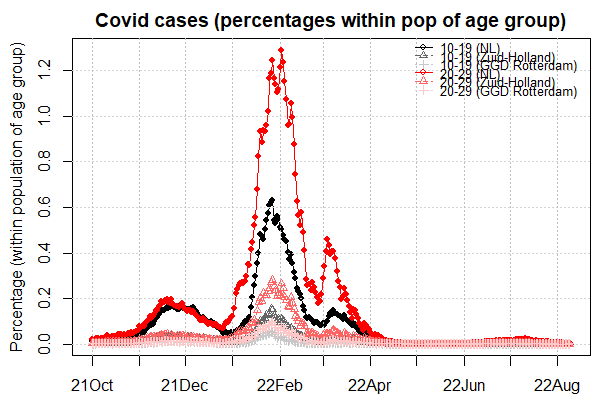 Covid cases (percentages within pop of age group)
Percentage (within population of age group)
1.2
1.0
0.8
0.6
0.4
0.2
0.0
10-19 (NL)
10-19 (Zuid-Holland)
10-19 (GGD Rotterdam)
20-29 (NL)
20-29 (Zuid-Holland)
20-29 (GGD Rotterdam)
21Oct 21Dec 22Feb 22Apr 22Jun 22Aug